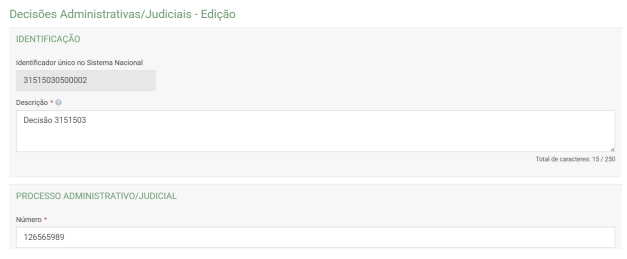 Decisões Administrativas/Judiciais - Edição
IDENTIFICAÇÃO
Identificador único no Sistema Nacional
31515030500002
Descrição *
Decisão 3151503
Total de caracteres: 15 / 250
PROCESSO ADMINISTRATIVO/JUDICIAL
Número *
126565989